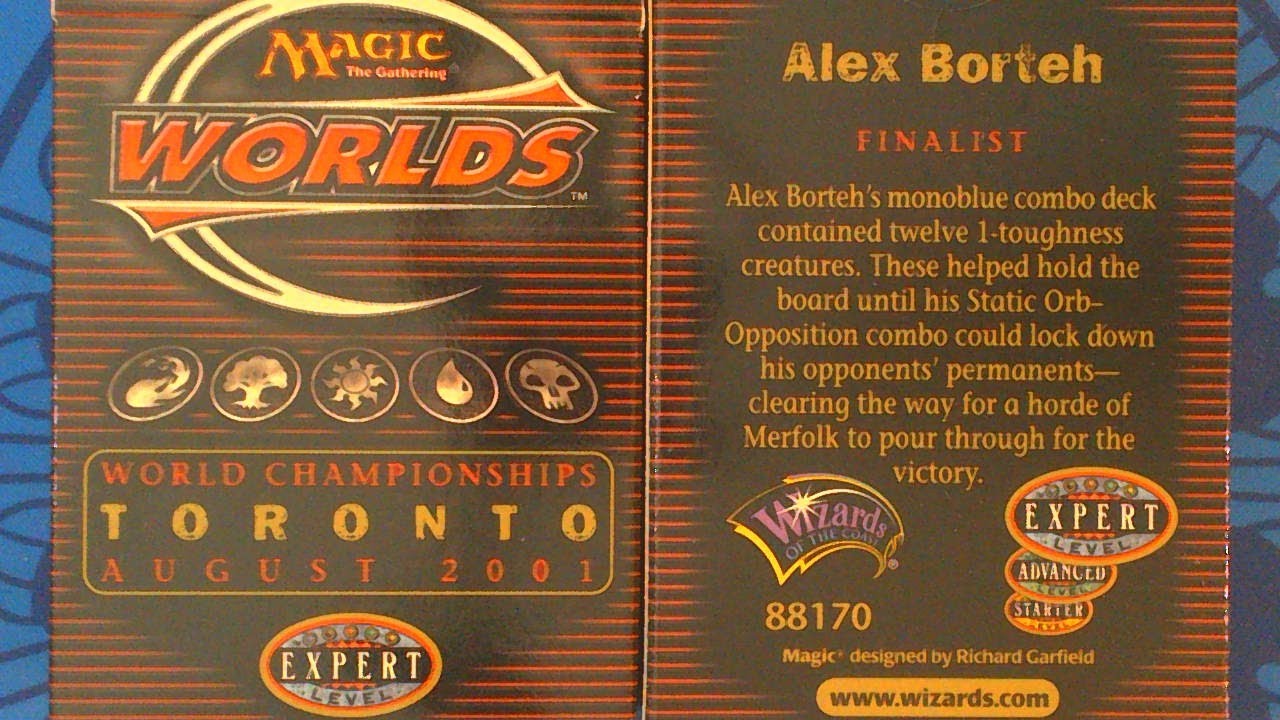 MAGIC
The Gathering®
WORLDS™
WORLD CHAMPIONSHIPS
TORONTO
AUGUST 2001
EXPERT
LEVEL
Alex Borteh
FINALIST
Alex Borteh's monoblue combo deck
contained twelve 1-toughness
creatures. These helped hold the
board until his Static Orb–
Opposition combo could lock down
his opponents' permanents—
clearing the way for a horde of
Merfolk to pour through for the
victory.
Wizards
OF THE COAST®
EXPERT
LEVEL
ADVANCED
LEVEL
STARTER
LEVEL
88170
Magic® designed by Richard Garfield
www.wizards.com